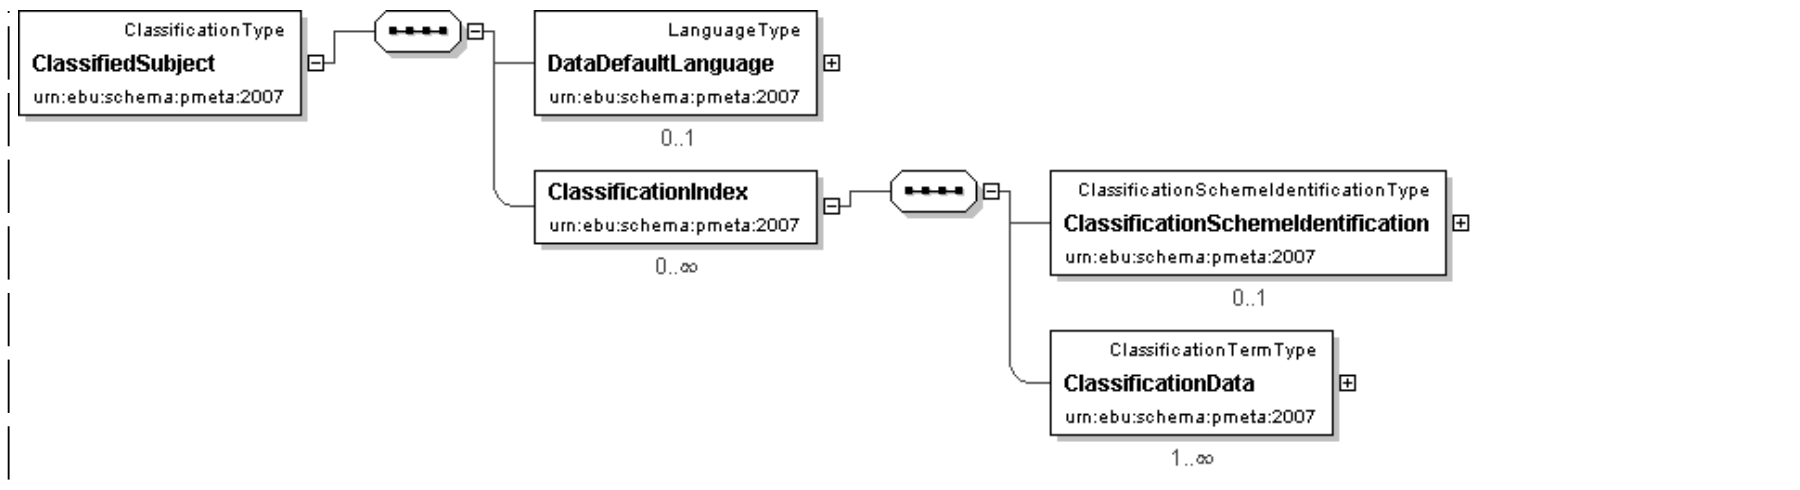 ClassificationType
ClassifiedSubject
urn:ebu:schema:pmeta:2007
LanguageType
DataDefaultLanguage
urn:ebu:schema:pmeta:2007
0..1
ClassificationIndex
urn:ebu:schema:pmeta:2007
0..∞
ClassificationSchemeIdentificationType
ClassificationSchemeIdentification
urn:ebu:schema:pmeta:2007
0..1
ClassificationTermType
ClassificationData
urn:ebu:schema:pmeta:2007
1..∞